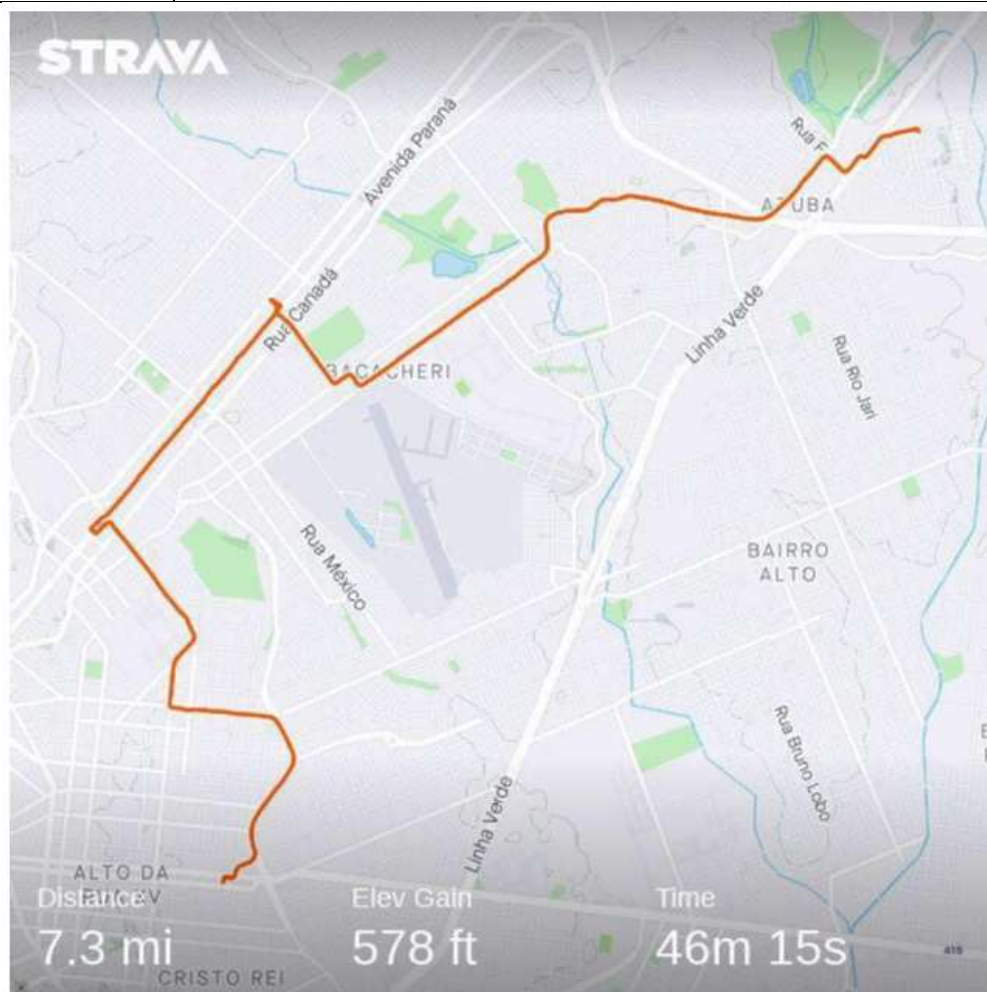 STRAVA
Avenida Paraná
Rua F
ATUBA
Rua Canadá
BACACHERI
Linha Verde
Rua Rio Jari
Rua México
BAIRRO
ALTO
Rua Bruno Lobo
Linha Verde
ALTO DA
XV
Distance
Elev Gain
Time
7.3 mi
578 ft
46m 15s
CRISTO REI